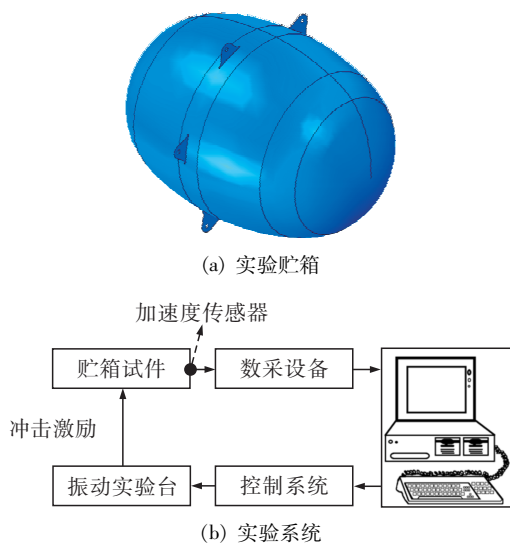 (a) 实验贮箱
加速度传感器
贮箱试件
数采设备
冲击激励
振动实验台
控制系统
(b) 实验系统